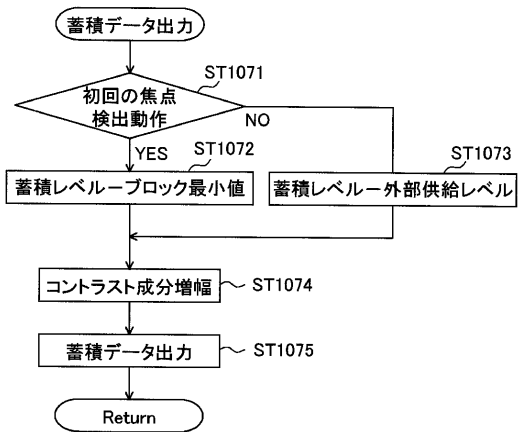 蓄積データ出力
ST1071
初回の焦点
検出動作
NO
YES
ST1072
ST1073
蓄積レベルーブロック最小値
蓄積レベルー外部供給レベル
コントラスト成分増幅
ST1074
蓄積データ出力
ST1075
Return